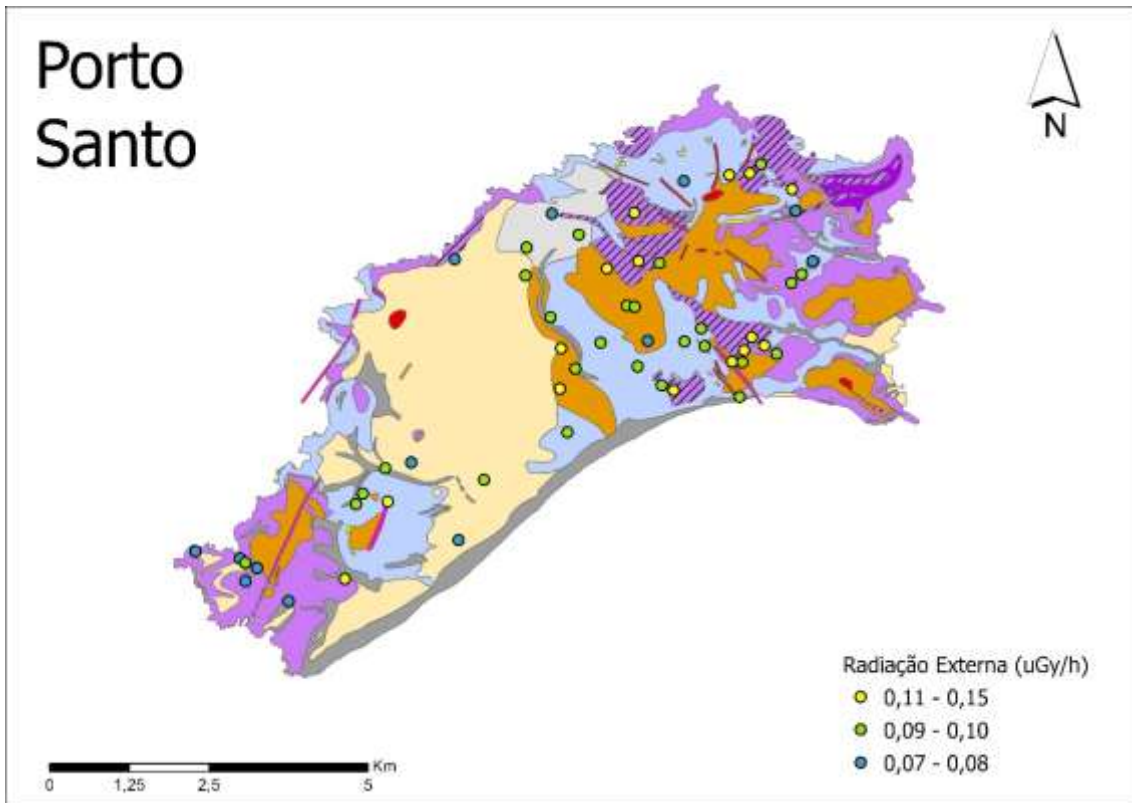 Porto
Santo
N
Radiação Externa (uGy/h)
0,11 - 0,15
0,09 - 0,10
0,07 - 0,08
Km
0 1,25 2,5 5